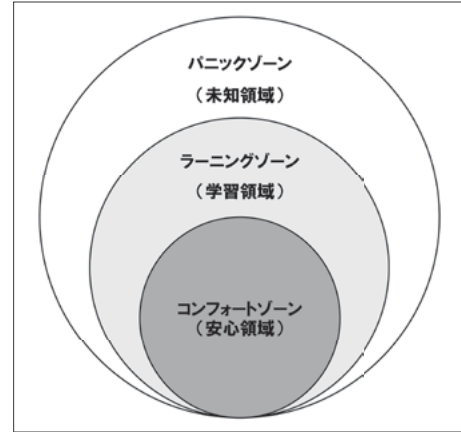 パニックゾーン
（未知領域）
ラーニングゾーン
（学習領域）
コンフォートゾーン
（安心領域）